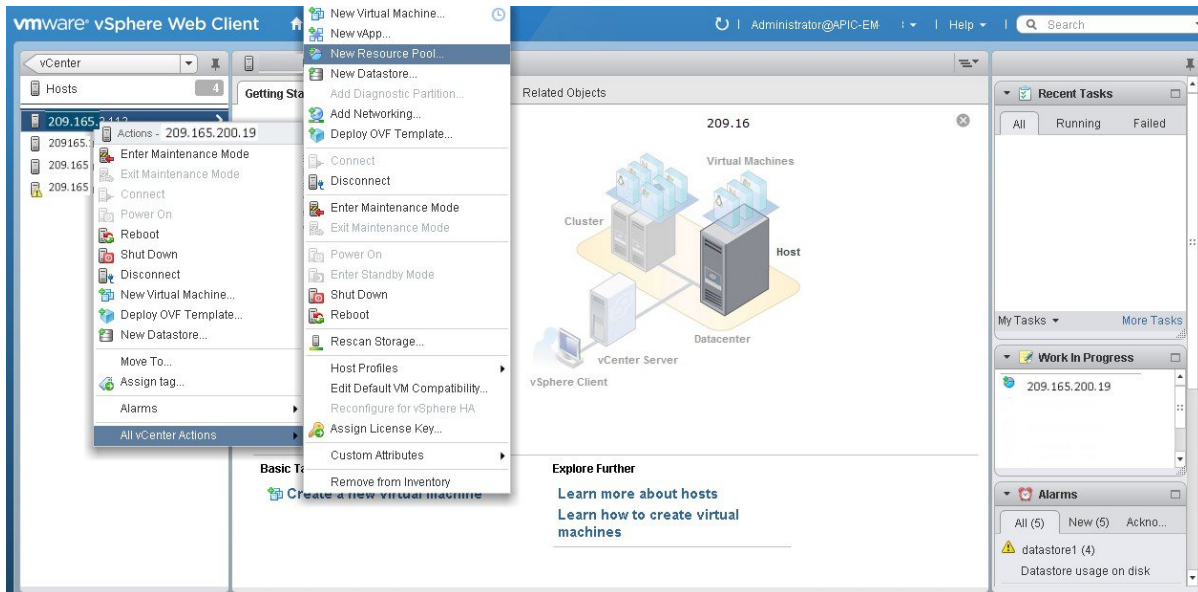 vmware® vSphere Web Client
Administrator@APIC-EM
Help
Search
vCenter
Hosts 4
209.165.
209165.
209.165
209.165
Actions - 209.165.200.19
Enter Maintenance Mode
Exit Maintenance Mode
Connect
Power On
Reboot
Shut Down
Disconnect
New Virtual Machine...
Deploy OVF Template...
New Datastore...
Move To...
Assign tag...
Alarms
All vCenter Actions
New Virtual Machine...
New vApp...
New Resource Pool...
New Datastore...
Add Diagnostic Partition...
Add Networking...
Deploy OVF Template...
Connect
Disconnect
Enter Maintenance Mode
Exit Maintenance Mode
Power On
Enter Standby Mode
Shut Down
Reboot
Rescan Storage...
Host Profiles
Edit Default VM Compatibility...
Reconfigure for vSphere HA
Assign License Key...
Custom Attributes
Remove from Inventory
Getting Sta
Related Objects
209.16
Virtual Machines
Cluster
Host
Datacenter
vCenter Server
vSphere Client
Basic Ta
Create a new virtual machine
Explore Further
Learn more about hosts
Learn how to create virtual
machines
Recent Tasks
All Running Failed
My Tasks More Tasks
Work In Progress
209.165.200.19
Alarms
All (5) New (5) Ackno...
datastore1 (4)
Datastore usage on disk